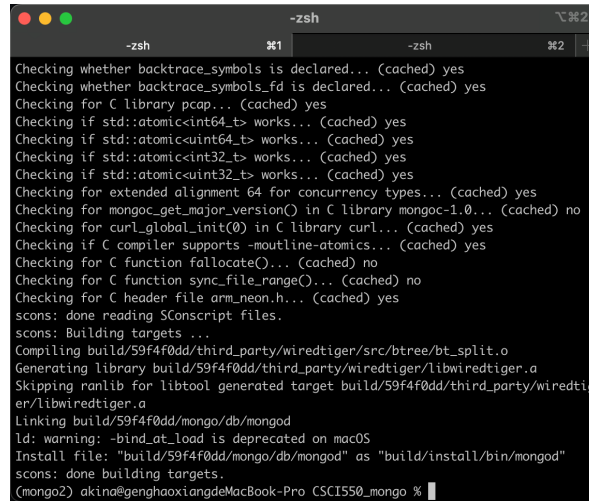 -zsh
⌥⌘2
-zsh ⌘1 -zsh ⌘2 +
Checking whether backtrace_symbols is declared... (cached) yes
Checking whether backtrace_symbols_fd is declared... (cached) yes
Checking for C library pcap... (cached) yes
Checking if std::atomic<int64_t> works... (cached) yes
Checking if std::atomic<uint64_t> works... (cached) yes
Checking if std::atomic<int32_t> works... (cached) yes
Checking if std::atomic<uint32_t> works... (cached) yes
Checking for extended alignment 64 for concurrency types... (cached) yes
Checking for mongoc_get_major_version() in C library mongoc-1.0... (cached) no
Checking for curl_global_init(0) in C library curl... (cached) yes
Checking if C compiler supports -moutline-atomics... (cached) yes
Checking for C function fallocate()... (cached) no
Checking for C function sync_file_range()... (cached) no
Checking for C header file arm_neon.h... (cached) yes
scons: done reading SConscript files.
scons: Building targets ...
Compiling build/59f4f0dd/third_party/wiredtiger/src/btree/bt_split.o
Generating library build/59f4f0dd/third_party/wiredtiger/libwiredtiger.a
Skipping ranlib for libtool generated target build/59f4f0dd/third_party/wiredti
er/libwiredtiger.a
Linking build/59f4f0dd/mongo/db/mongod
ld: warning: -bind_at_load is deprecated on macOS
Install file: "build/59f4f0dd/mongo/db/mongod" as "build/install/bin/mongod"
scons: done building targets.
(mongo2) akina@genghaoxiangdeMacBook-Pro CSCI550_mongo %